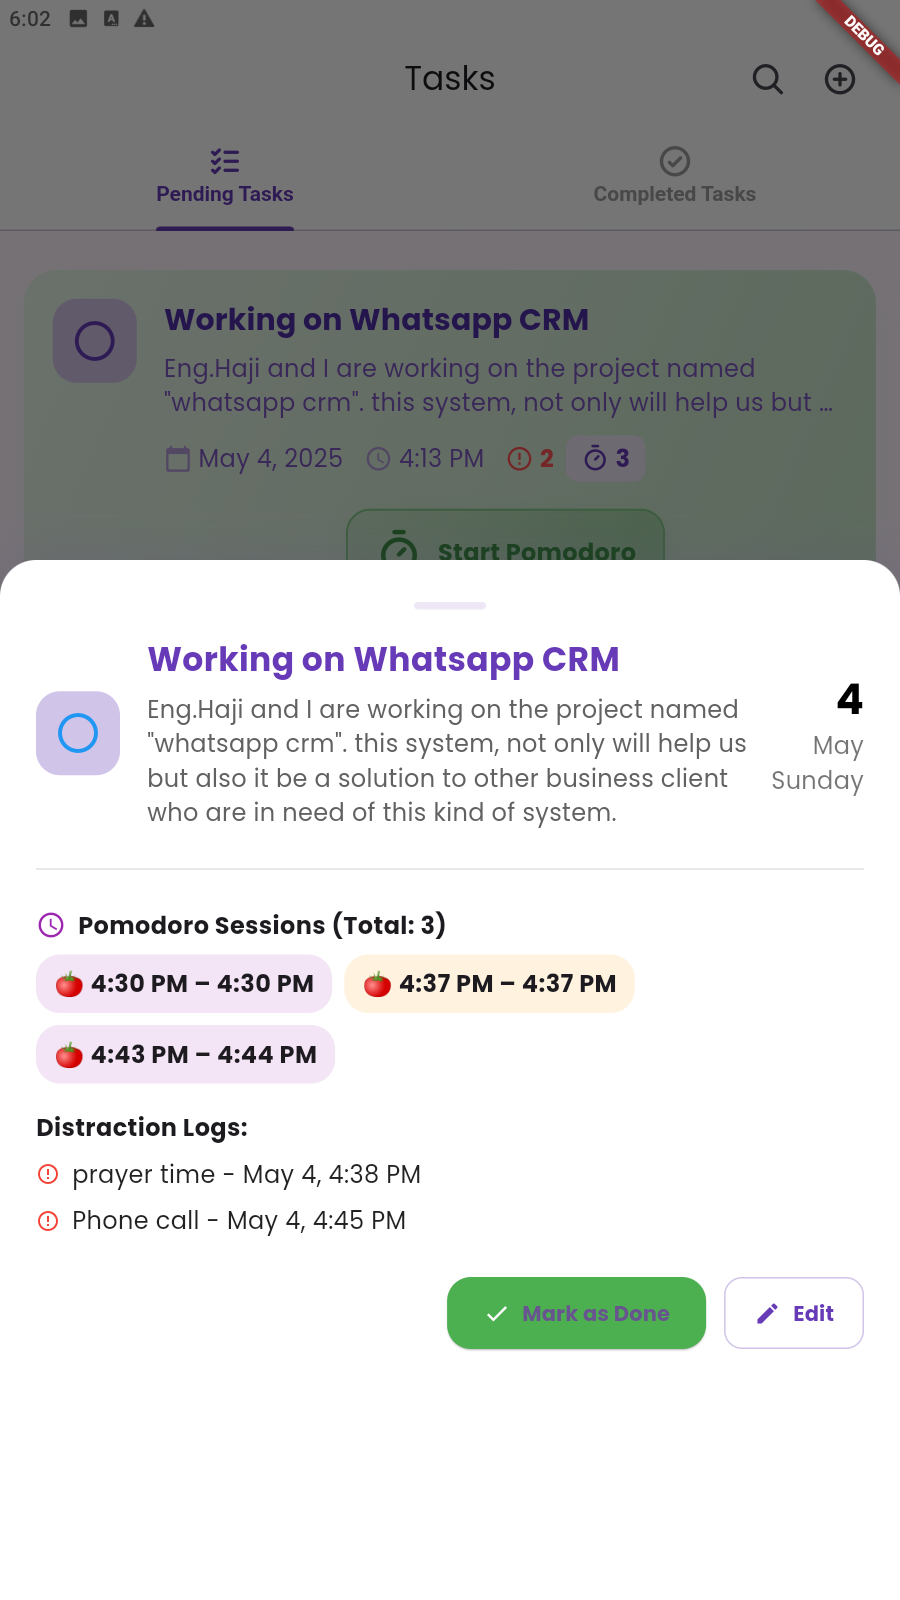 6:02
DEBUG
Tasks
Pending Tasks
Completed Tasks
Working on Whatsapp CRM
Eng.Haji and I are working on the project named
"whatsapp crm". this system, not only will help us but ...
May 4, 2025 4:13 PM 2 3
Start Pomodoro
Working on Whatsapp CRM
Eng.Haji and I are working on the project named
"whatsapp crm". this system, not only will help us
but also it be a solution to other business client
who are in need of this kind of system.
4
May
Sunday
Pomodoro Sessions (Total: 3)
🍅 4:30 PM – 4:30 PM
🍅 4:37 PM – 4:37 PM
🍅 4:43 PM – 4:44 PM
Distraction Logs:
prayer time - May 4, 4:38 PM
Phone call - May 4, 4:45 PM
Mark as Done
Edit